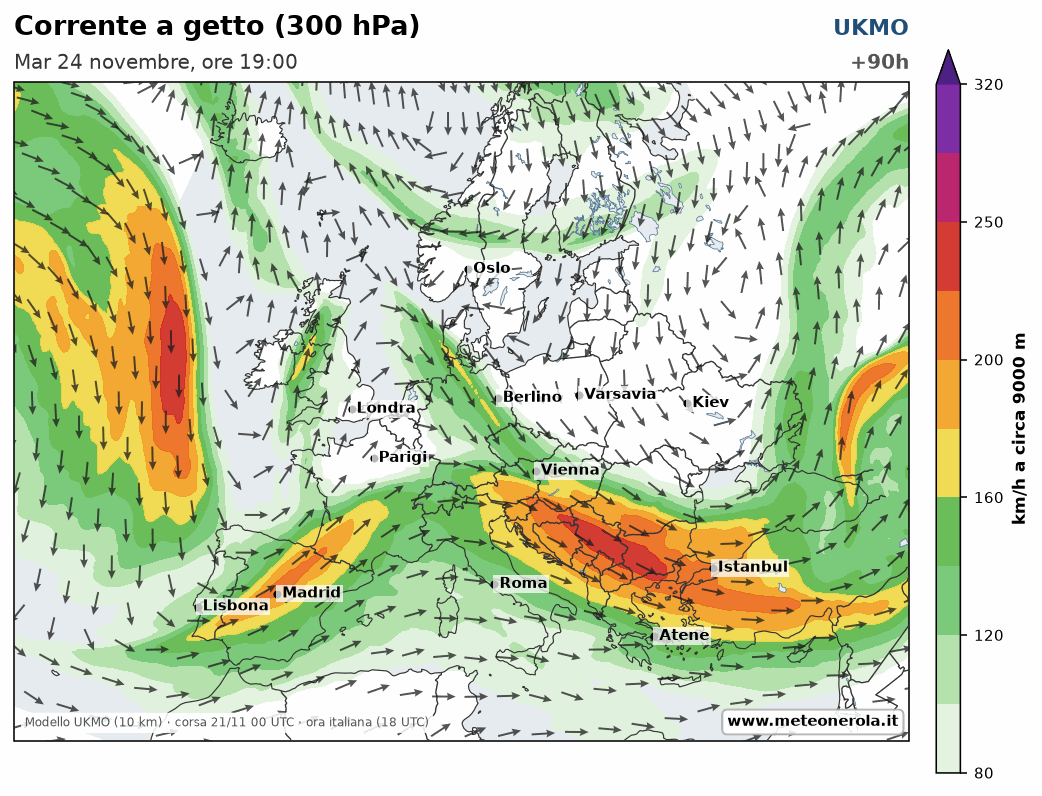 Corrente a getto (300 hPa)
UKMO
Mar 24 novembre, ore 19:00
+90h
320
250
200
160
120
80
km/h a circa 9000 m
Oslo
Londra
Berlino
Varsavia
Kiev
Parigi
Vienna
Istanbul
Roma
Madrid
Lisbona
Atene
Modello UKMO (10 km) · corsa 21/11 00 UTC · ora italiana (18 UTC)
www.meteonerola.it